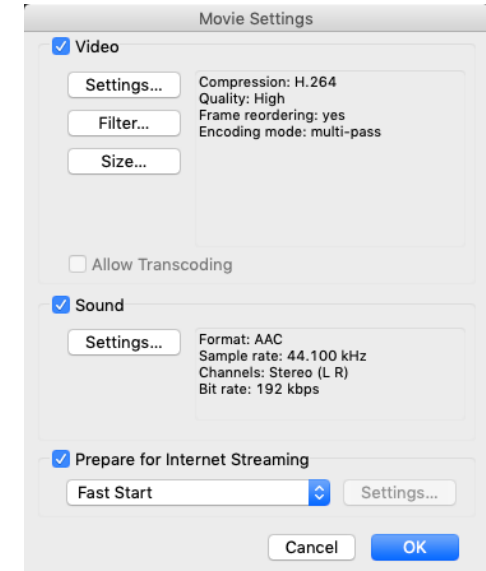 Movie Settings
Video
Settings...
Compression: H.264
Quality: High
Filter...
Frame reordering: yes
Encoding mode: multi-pass
Size...
Allow Transcoding
Sound
Settings...
Format: AAC
Sample rate: 44.100 kHz
Channels: Stereo (L R)
Bit rate: 192 kbps
Prepare for Internet Streaming
Fast Start
Settings...
Cancel
OK